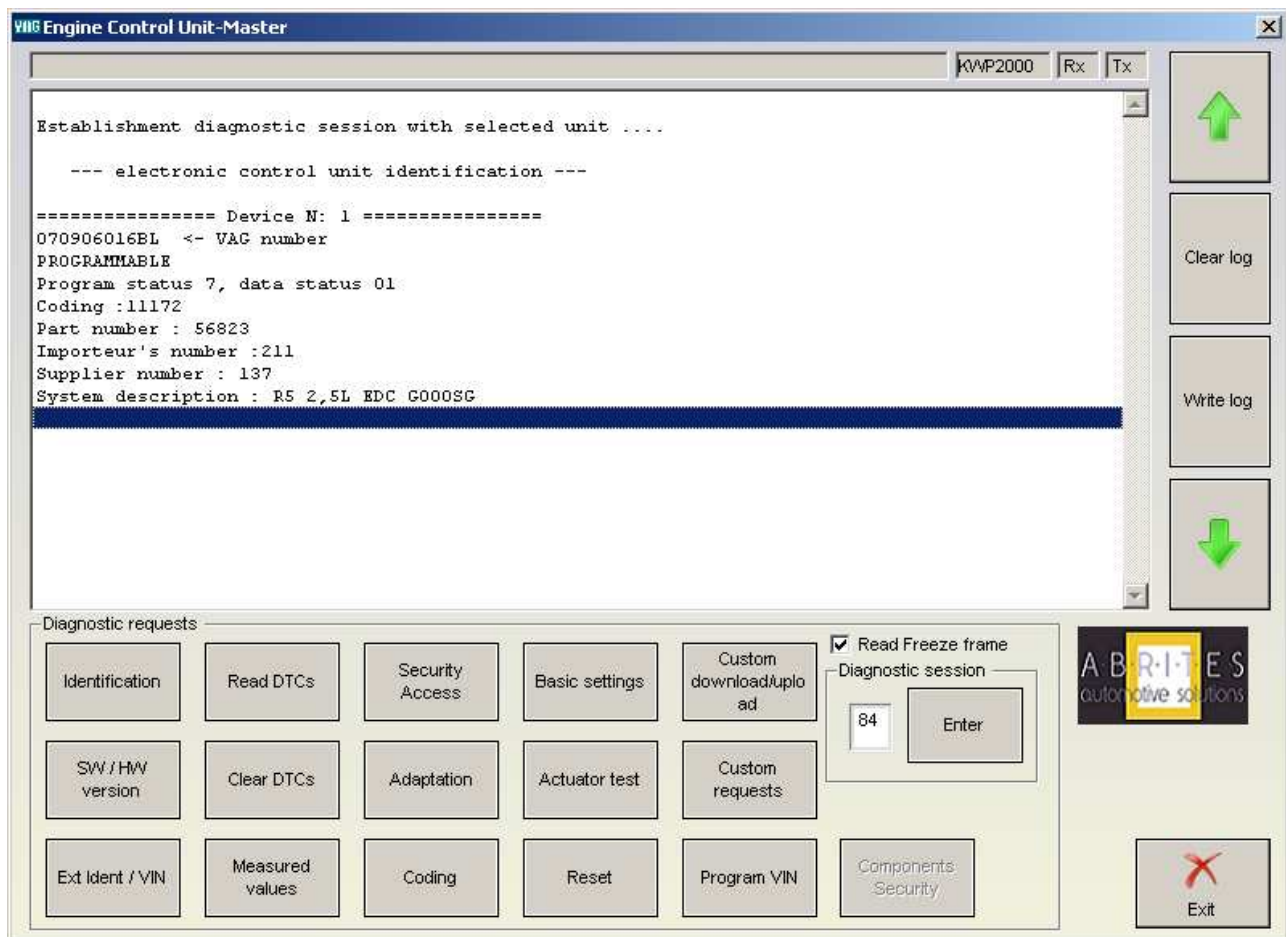 VAG Engine Control Unit-Master
KWP2000 Rx Tx
Establishment diagnostic session with selected unit ....
--- electronic control unit identification ---
================ Device N: 1 ================
070906016BL <- VAG number
PROGRAMMABLE
Program status 7, data status 01
Coding :11172
Part number : 56823
Importeur's number :211
Supplier number : 137
System description : R5 2,5L EDC G000SG
Clear log
Write log
Diagnostic requests
Identification
Read DTCs
Security
Access
Basic settings
Custom
download/uplo
ad
Read Freeze frame
Diagnostic session
84
Enter
SW / HW
version
Clear DTCs
Adaptation
Actuator test
Custom
requests
Ext Ident / VIN
Measured
values
Coding
Reset
Program VIN
Components
Security
ABRITES
automotive solutions
Exit